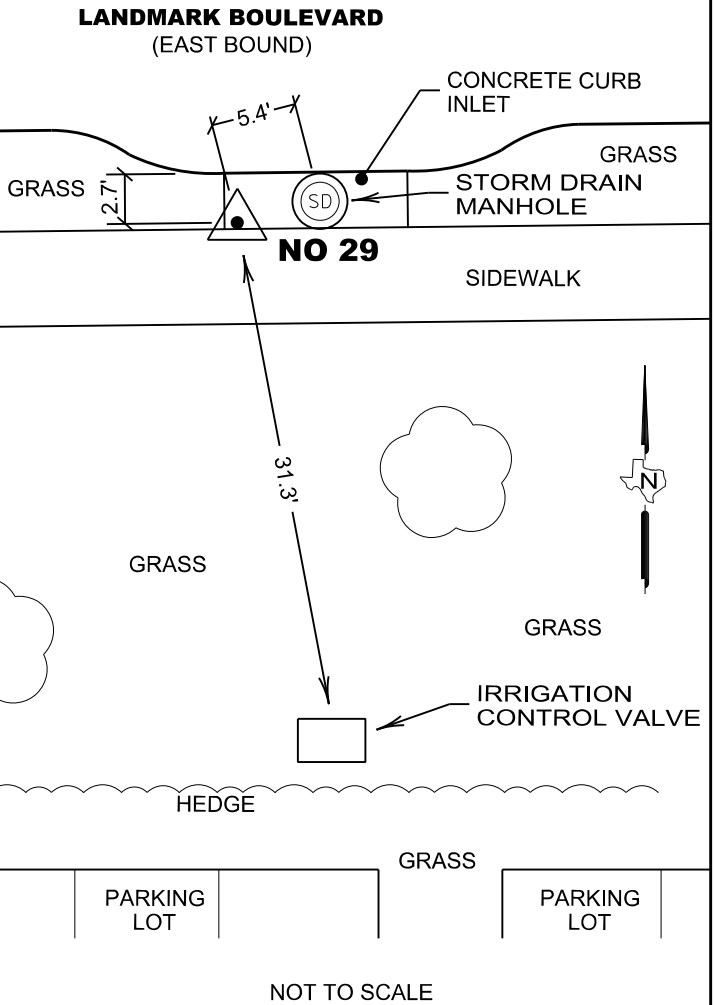 LANDMARK BOULEVARD
(EAST BOUND)
CONCRETE CURB
INLET
5.4'
GRASS
GRASS
2.7'
SD
STORM DRAIN
MANHOLE
NO 29
SIDEWALK
31.3'
N
GRASS
GRASS
IRRIGATION
CONTROL VALVE
HEDGE
GRASS
PARKING
LOT
PARKING
LOT
NOT TO SCALE